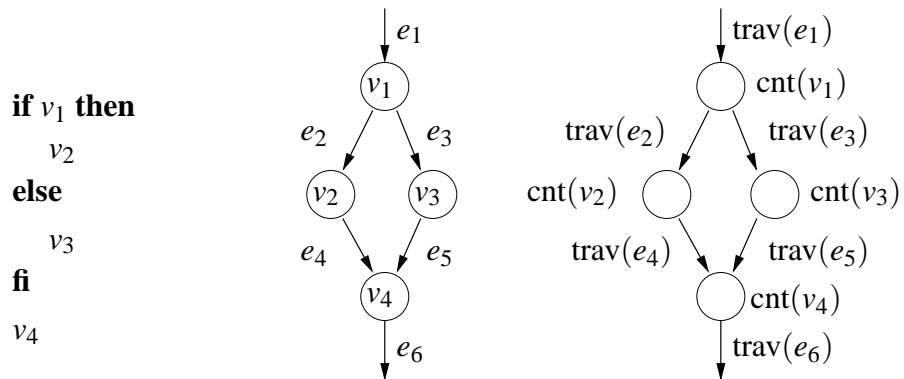 if v₁ then
v₂
else
v₃
fi
v₄
e₁
v₁
e₂ e₃
v₂ v₃
e₄ e₅
v₄
e₆
trav(e₁)
cnt(v₁)
trav(e₂) trav(e₃)
cnt(v₂) cnt(v₃)
trav(e₄) trav(e₅)
cnt(v₄)
trav(e₆)